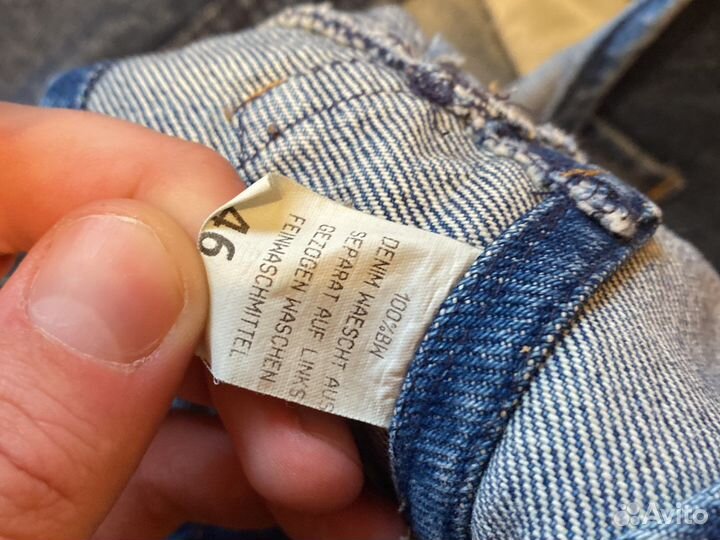 100%BW
DENIM WAESCHT AUS
SEPARAT AUF LINKS
GEZOGEN WASCHEN
FEINWASCHMITTEL
46
Avito